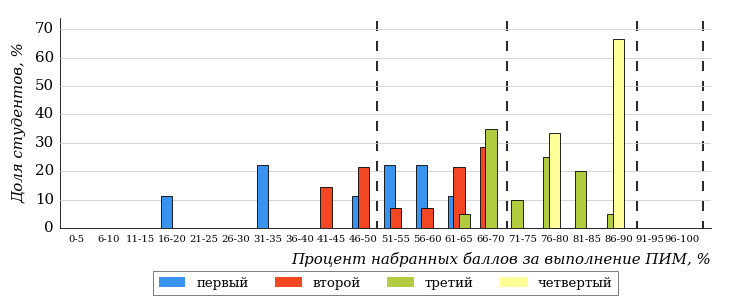 Доля студентов, %
70
60
50
40
30
20
10
0
0-5 6-10 11-15 16-20 21-25 26-30 31-35 36-40 41-45 46-50 51-55 56-60 61-65 66-70 71-75 76-80 81-85 86-90 91-95 96-100
Процент набранных баллов за выполнение ПИМ, %
первый второй третий четвертый